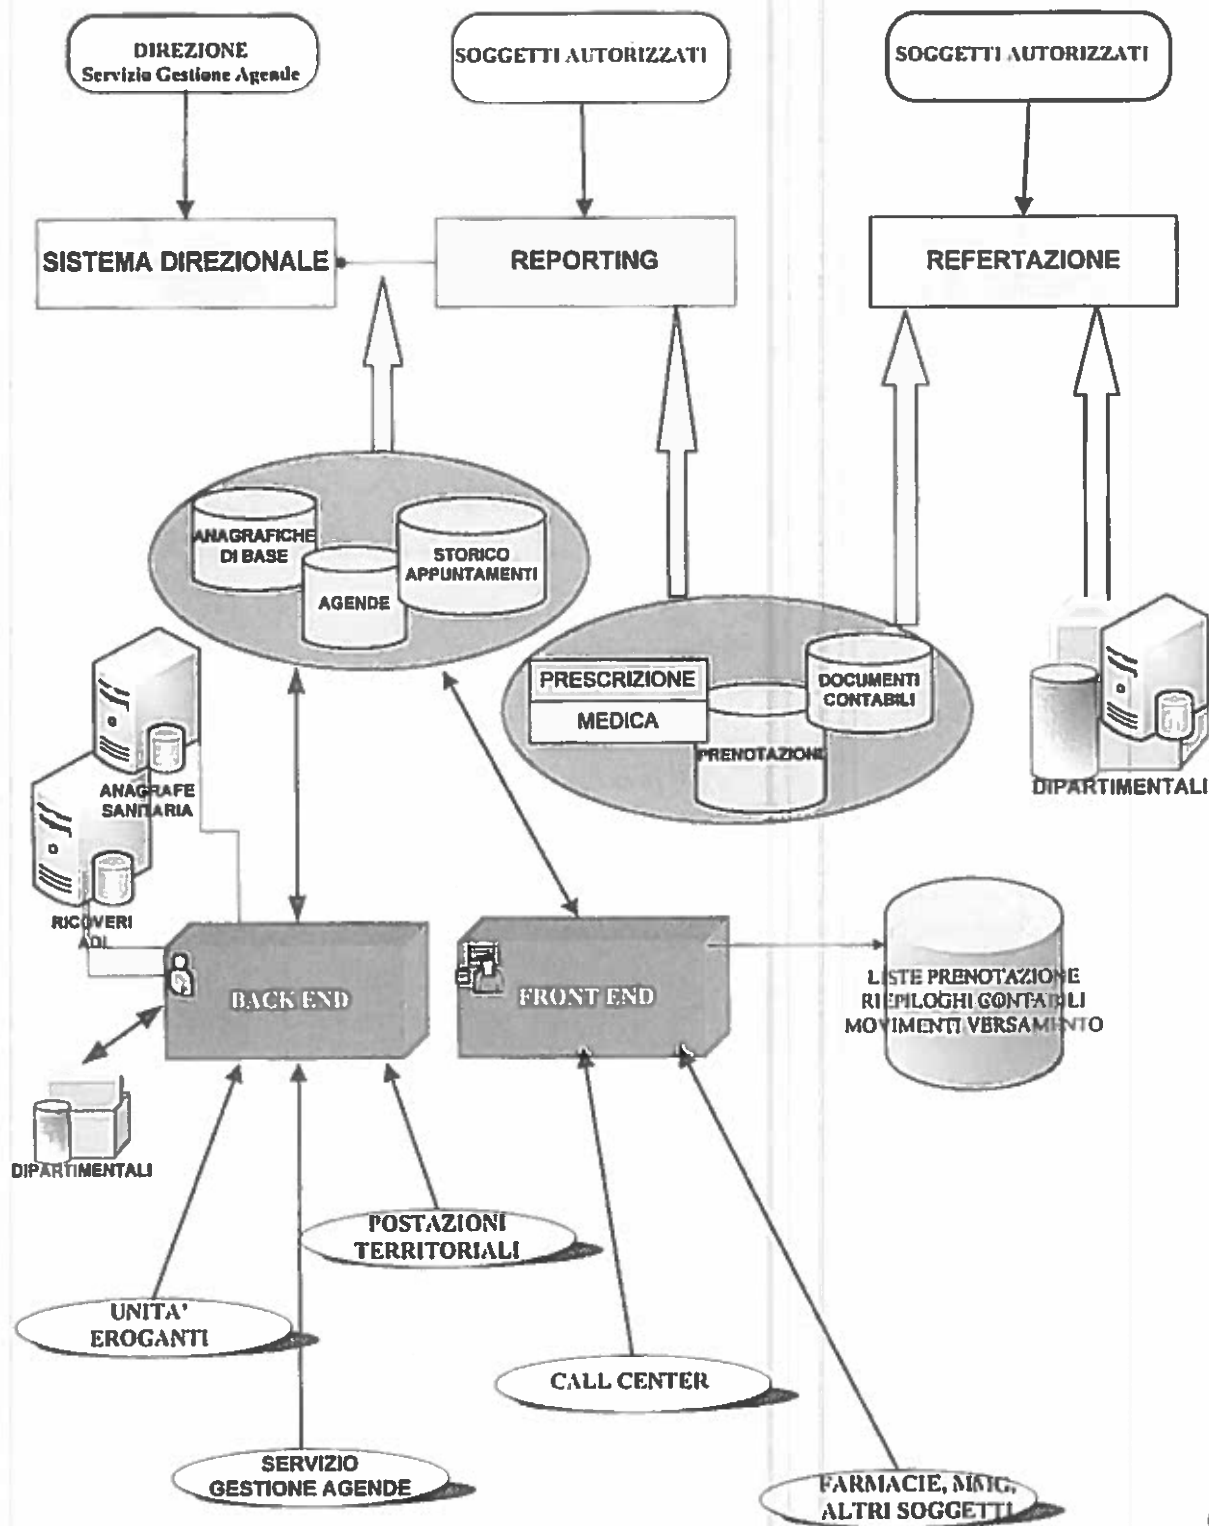 DIREZIONE
Servizio Gestione Agende
SOGGETTI AUTORIZZATI
SOGGETTI AUTORIZZATI
SISTEMA DIREZIONALE
REPORTING
REFERTAZIONE
ANAGRAFICHE
DI BASE
AGENDE
STORICO
APPUNTAMENTI
PRESCRIZIONE
MEDICA
PRENOTAZIONI
DOCUMENTI
CONTABILI
DIPARTIMENTALI
ANAGRAFE
SANITARIA
RICOVERI
ADI
BACK END
FRONT END
LISTE PRENOTAZIONE
RIEPILOGHI CONTABILI
MOVIMENTI VERSAMENTO
DIPARTIMENTALI
POSTAZIONI
TERRITORIALI
UNITA'
EROGANTI
CALL CENTER
SERVIZIO
GESTIONE AGENDE
FARMACIE, MMG,
ALTRI SOGGETTI